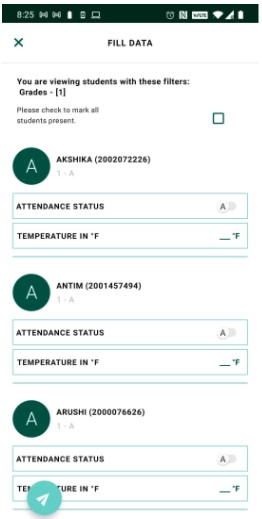 8:25
FILL DATA
You are viewing students with these filters:
Grades - [1]
Please check to mark all
students present.
A
AKSHIKA (2002072226)
1 - A
ATTENDANCE STATUS A
TEMPERATURE IN °F __ °F
A
ANTIM (2001457494)
1 - A
ATTENDANCE STATUS A
TEMPERATURE IN °F __ °F
A
ARUSHI (2000076626)
1 - A
ATTENDANCE STATUS A
TE URE IN °F __ °F